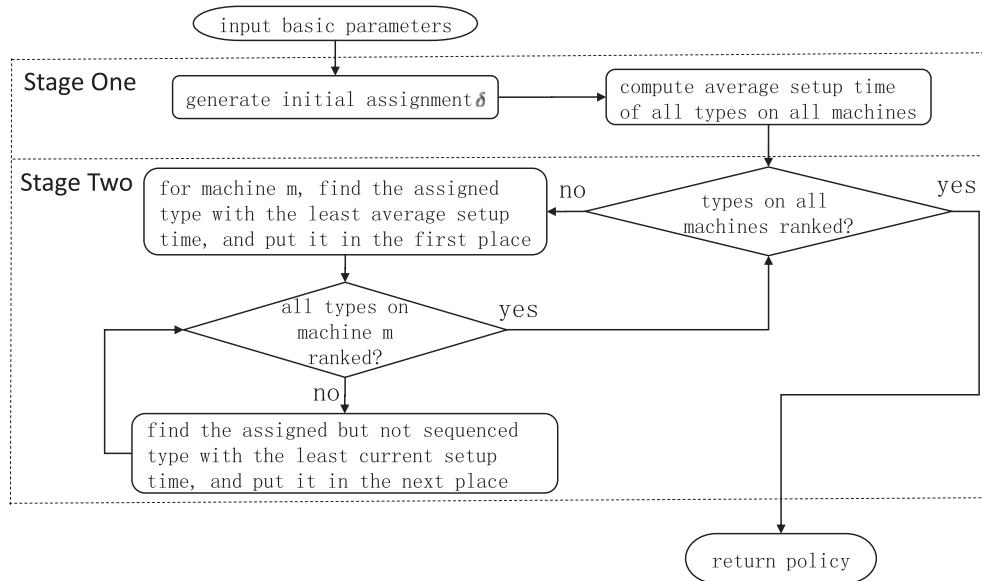 input basic parameters
Stage One
generate initial assignment δ
compute average setup time
of all types on all machines
Stage Two
for machine m, find the assigned
type with the least average setup
time, and put it in the first place
no
types on all
machines ranked?
yes
all types on
machine m
ranked?
yes
no
find the assigned but not sequenced
type with the least current setup
time, and put it in the next place
return policy